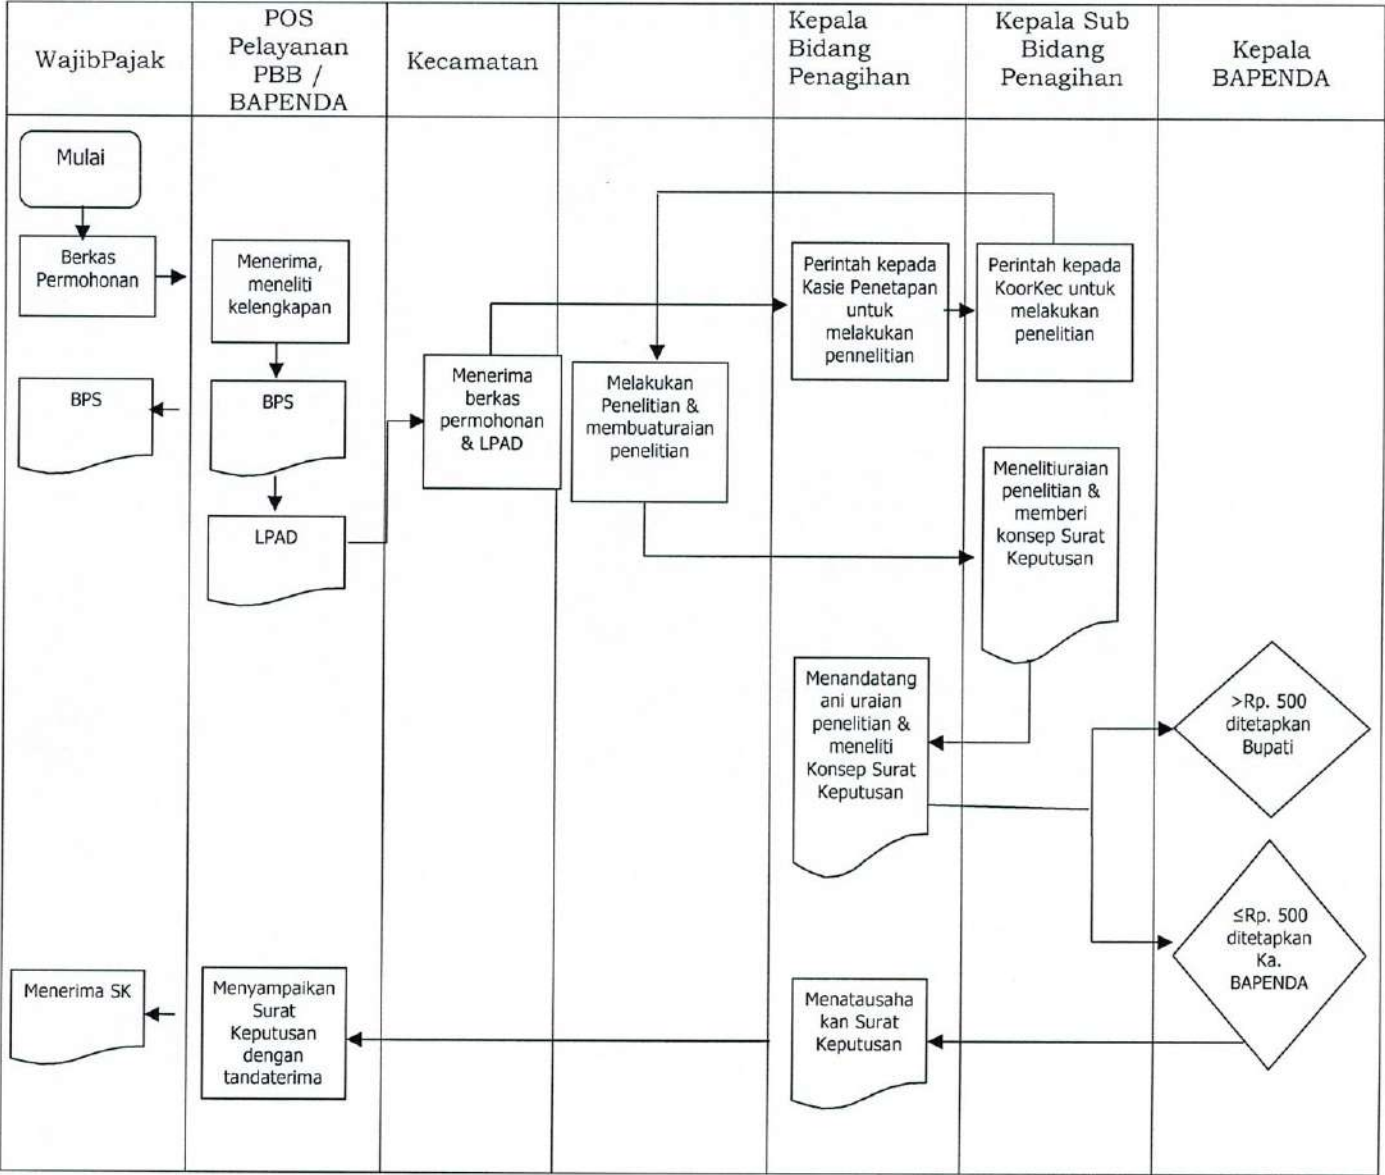 WajibPajak
POS
Pelayanan
PBB /
BAPENDA
Kecamatan
Kepala
Bidang
Penagihan
Kepala Sub
Bidang
Penagihan
Kepala
BAPENDA
Mulai
Berkas
Permohonan
Menerima,
meneliti
kelengkapan
Perintah kepada
Kasie Penetapan
untuk
melakukan
pennelitian
Perintah kepada
KoorKec untuk
melakukan
penelitian
BPS
BPS
Menerima
berkas
permohonan
& LPAD
Melakukan
Penelitian &
membuaturaian
penelitian
LPAD
Menelitiuraian
penelitian &
memberi
konsep Surat
Keputusan
Menandatang
ani uraian
penelitian &
meneliti
Konsep Surat
Keputusan
>Rp. 500
ditetapkan
Bupati
≤Rp. 500
ditetapkan
Ka.
BAPENDA
Menerima SK
Menyampaikan
Surat
Keputusan
dengan
tandaterima
Menatausaha
kan Surat
Keputusan